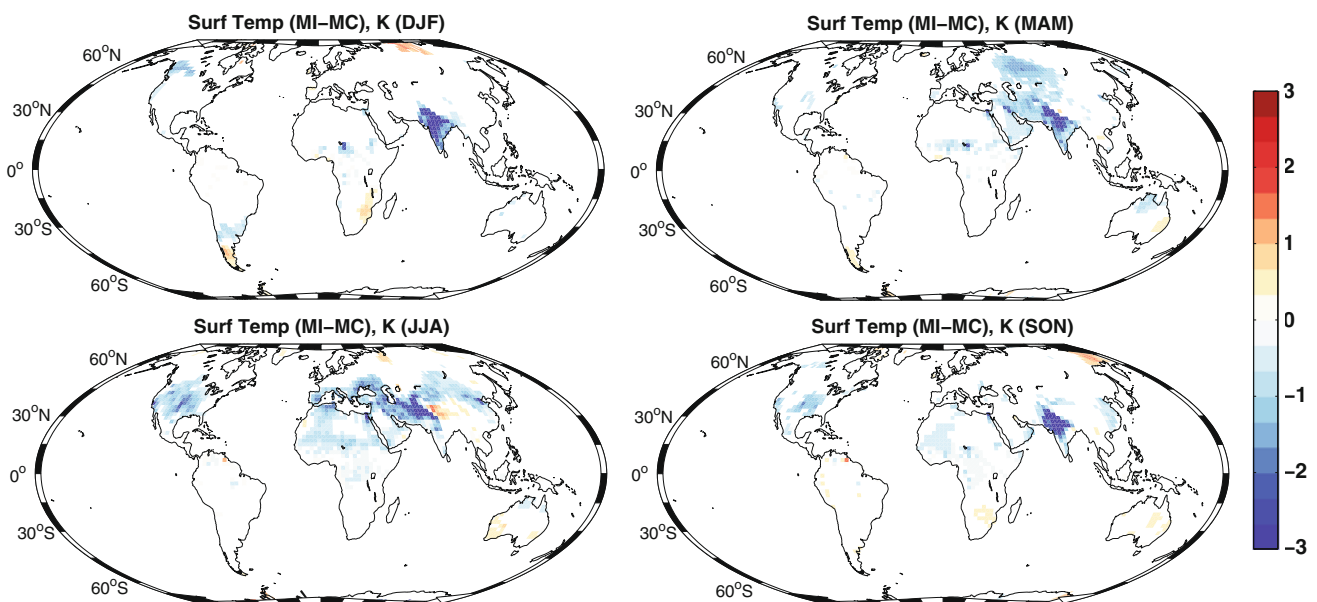 Surf Temp (MI−MC), K (DJF)
60°N
30°N
0°
30°S
60°S
Surf Temp (MI−MC), K (MAM)
60°N
30°N
0°
30°S
60°S
Surf Temp (MI−MC), K (JJA)
60°N
30°N
0°
30°S
60°S
Surf Temp (MI−MC), K (SON)
60°N
30°N
0°
30°S
60°S
3
2
1
0
−1
−2
−3